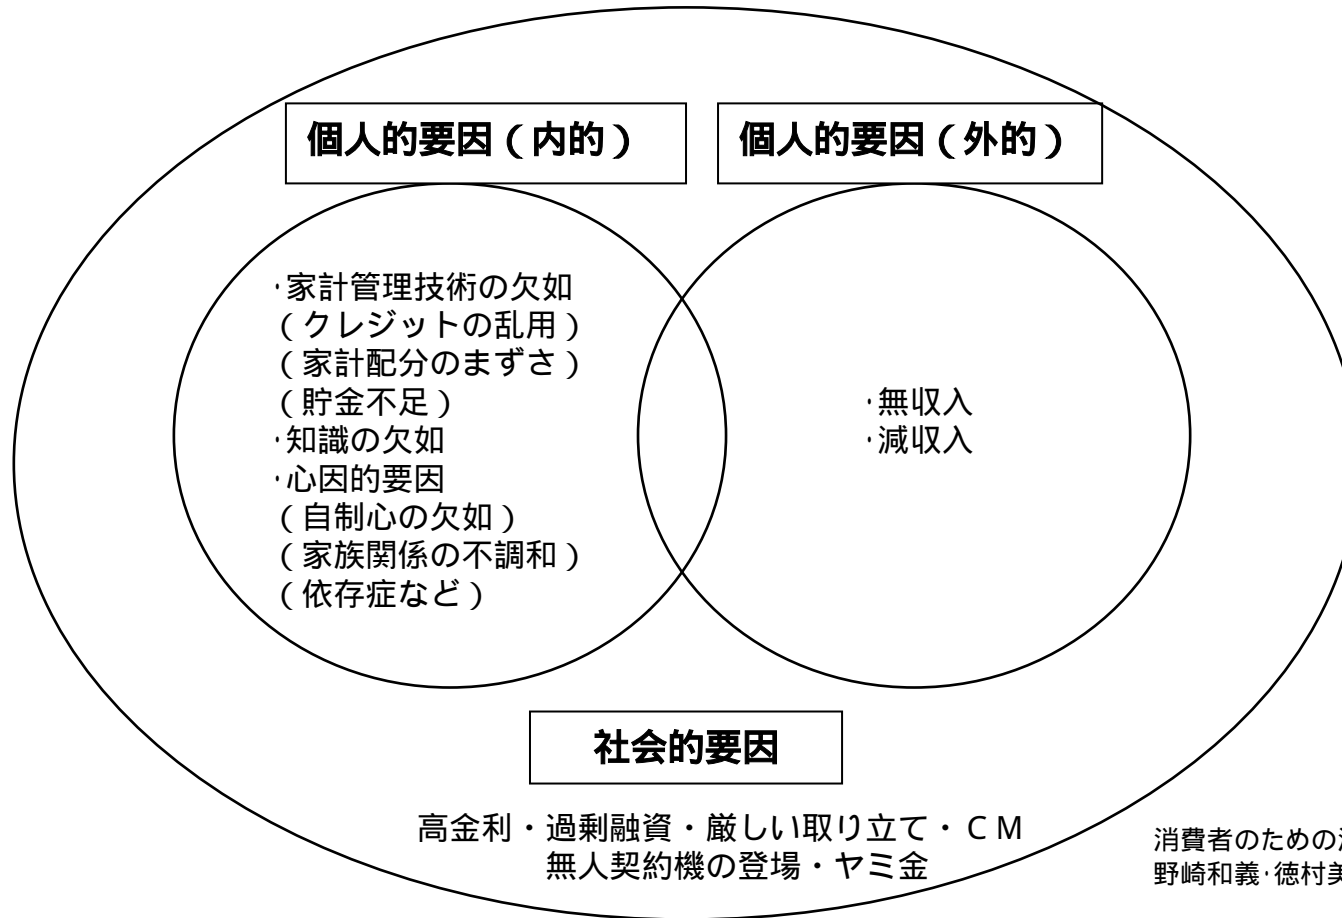 個人的要因（内的）
個人的要因（外的）
･家計管理技術の欠如
（クレジットの乱用）
（家計配分のまずさ）
（貯金不足）
･知識の欠如
･心因的要因
（自制心の欠如）
（家族関係の不調和）
（依存症など）
･無収入
･減収入
社会的要因
高金利・過剰融資・厳しい取り立て・ＣＭ
無人契約機の登場・ヤミ金
消費者のための
野崎和義･徳村